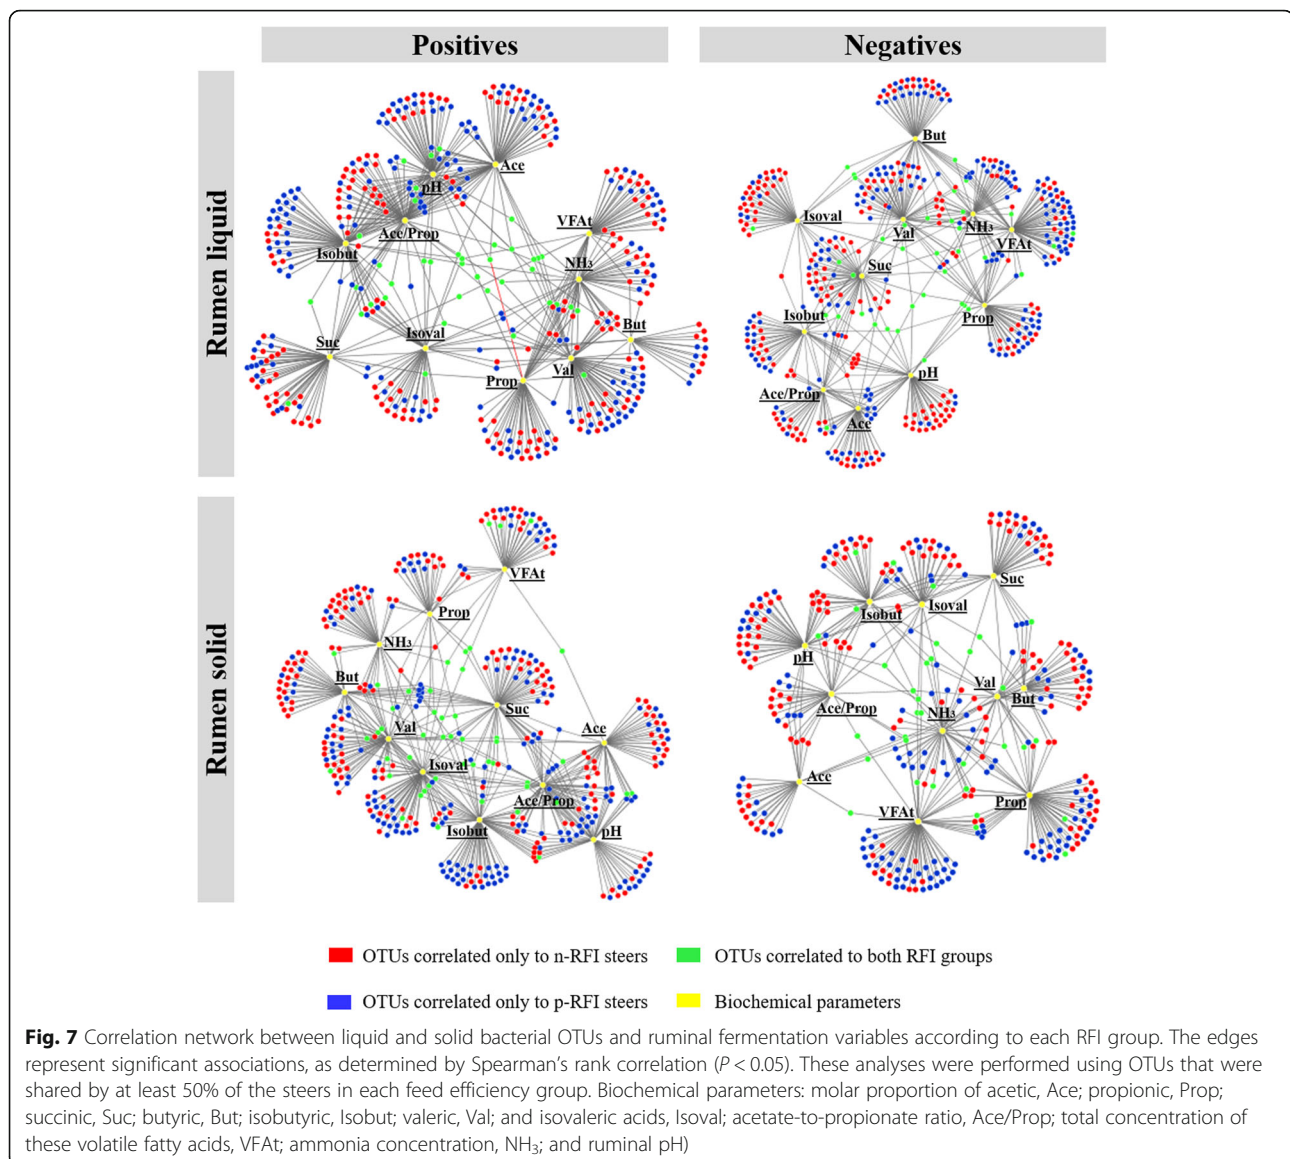 Positives
Negatives
Rumen liquid
Ace
pH
Ace/Prop
Isobut
VFAt
NH₃
Suc
Isoval
But
Val
Prop
But
Isoval
Val
NH₃
VFAt
Suc
Isobut
Prop
pH
Ace/Prop
Ace
Rumen solid
VFAt
Prop
NH₃
But
Suc
Val
Ace
Isoval
Ace/Prop
Isobut
pH
Suc
Isobut
Isoval
pH
Val
But
Ace/Prop
NH₃
Ace
VFAt
Prop
OTUs correlated only to n-RFI steers
OTUs correlated to both RFI groups
OTUs correlated only to p-RFI steers
Biochemical parameters
Fig. 7 Correlation network between liquid and solid bacterial OTUs and ruminal fermentation variables according to each RFI group. The edges
represent significant associations, as determined by Spearman's rank correlation (P < 0.05). These analyses were performed using OTUs that were
shared by at least 50% of the steers in each feed efficiency group. Biochemical parameters: molar proportion of acetic, Ace; propionic, Prop;
succinic, Suc; butyric, But; isobutyric, Isobut; valeric, Val; and isovaleric acids, Isoval; acetate-to-propionate ratio, Ace/Prop; total concentration of
these volatile fatty acids, VFAt; ammonia concentration, NH₃; and ruminal pH)